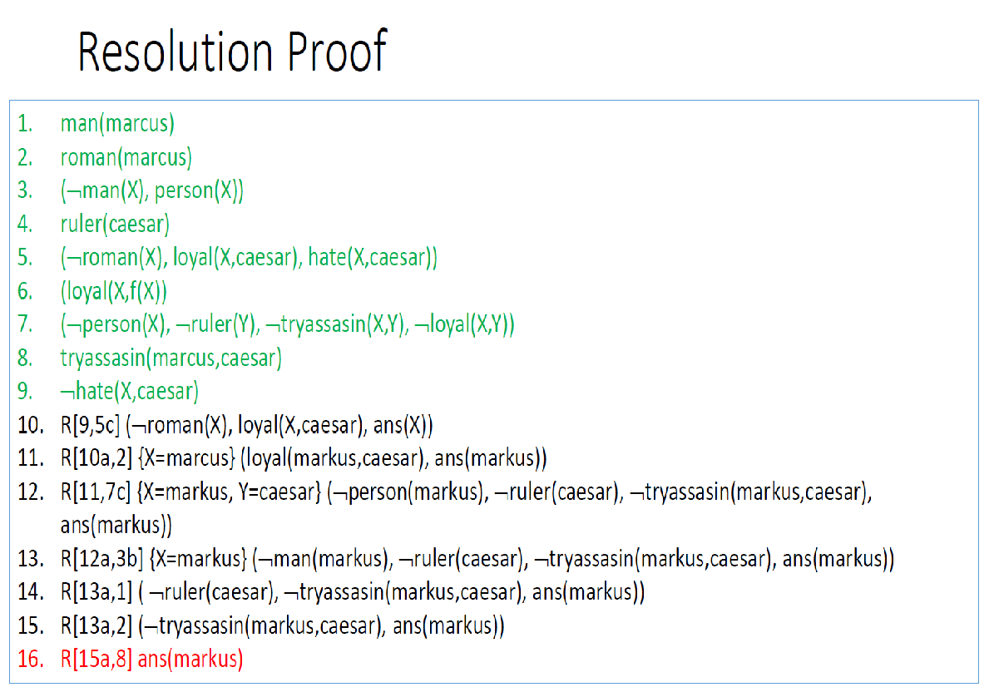 Resolution Proof
1. man(marcus)
2. roman(marcus)
3. (¬man(X), person(X))
4. ruler(caesar)
5. (¬roman(X), loyal(X,caesar), hate(X,caesar))
6. (loyal(X,f(X))
7. (¬person(X), ¬ruler(Y), ¬tryassasin(X,Y), ¬loyal(X,Y))
8. tryassasin(marcus,caesar)
9. ¬hate(X,caesar)
10. R[9,5c] (¬roman(X), loyal(X,caesar), ans(X))
11. R[10a,2] {X=marcus} (loyal(markus,caesar), ans(markus))
12. R[11,7c] {X=markus, Y=caesar} (¬person(markus), ¬ruler(caesar), ¬tryassasin(markus,caesar),
ans(markus))
13. R[12a,3b] {X=markus} (¬man(markus), ¬ruler(caesar), ¬tryassasin(markus,caesar), ans(markus))
14. R[13a,1] ( ¬ruler(caesar), ¬tryassasin(markus,caesar), ans(markus))
15. R[13a,2] (¬tryassasin(markus,caesar), ans(markus))
16. R[15a,8] ans(markus)